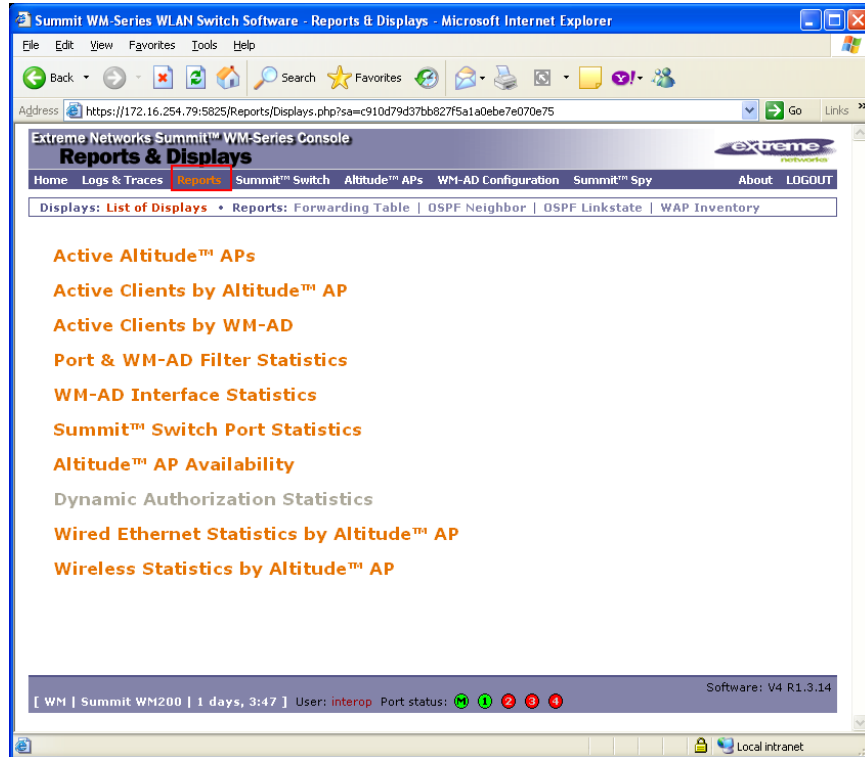 Summit WM-Series WLAN Switch Software - Reports & Displays - Microsoft Internet Explorer
File Edit View Favorites Tools Help
Back Search Favorites
Address https://172.16.254.79:5825/Reports/Displays.php?sa=c910d79d37bb827f5a1a0ebe7e070e75 Go Links »
Extreme Networks Summit™ WM-Series Console
Reports & Displays
extreme networks
Home Logs & Traces Reports Summit™ Switch Altitude™ APs WM-AD Configuration Summit™ Spy About LOGOUT
Displays: List of Displays • Reports: Forwarding Table | OSPF Neighbor | OSPF Linkstate | WAP Inventory
Active Altitude™ APs
Active Clients by Altitude™ AP
Active Clients by WM-AD
Port & WM-AD Filter Statistics
WM-AD Interface Statistics
Summit™ Switch Port Statistics
Altitude™ AP Availability
Dynamic Authorization Statistics
Wired Ethernet Statistics by Altitude™ AP
Wireless Statistics by Altitude™ AP
Software: V4 R1.3.14
[ WM | Summit WM200 | 1 days, 3:47 ] User: interop Port status: M 1 2 3 4
Local intranet